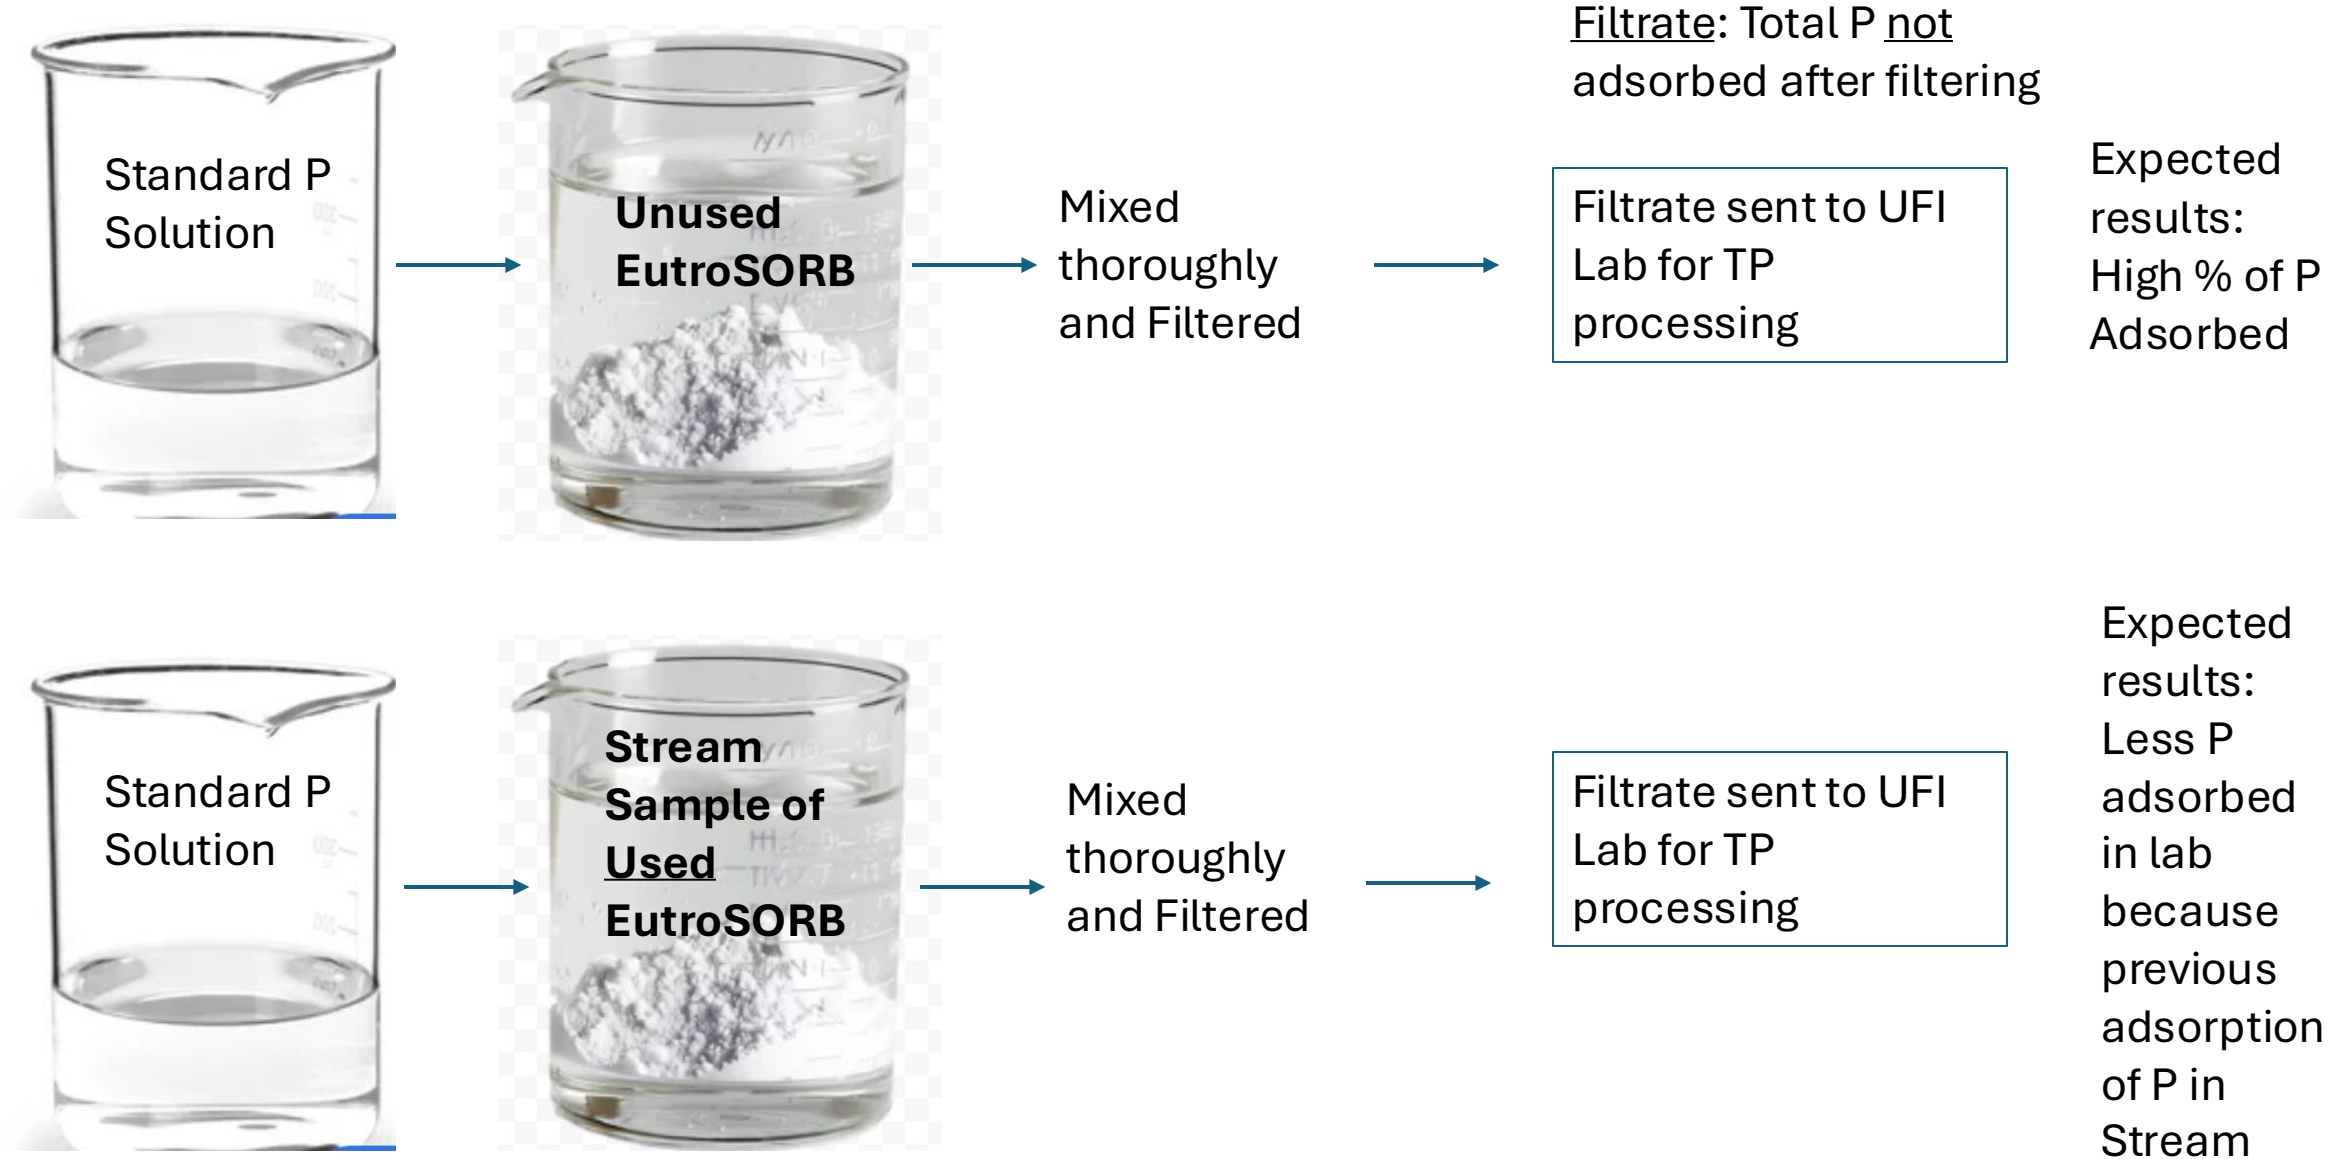 Filtrate: Total P not
adsorbed after filtering
Standard P
Solution
Unused
EutroSORB
Mixed
thoroughly
and Filtered
Filtrate sent to UFI
Lab for TP
processing
Expected
results:
High % of P
Adsorbed
Standard P
Solution
Stream
Sample of
Used
EutroSORB
Mixed
thoroughly
and Filtered
Filtrate sent to UFI
Lab for TP
processing
Expected
results:
Less P
adsorbed
in lab
because
previous
adsorption
of P in
Stream